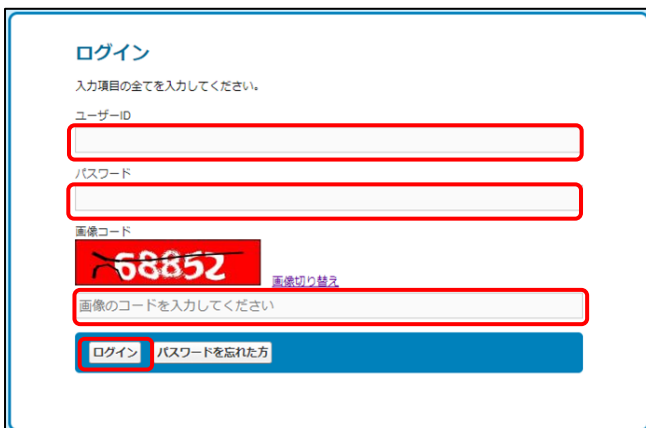 ログイン
入力項目の全てを入力してください。
ユーザーID
パスワード
画像コード
68852
画像切り替え
画像のコードを入力してください
ログイン パスワードを忘れた方